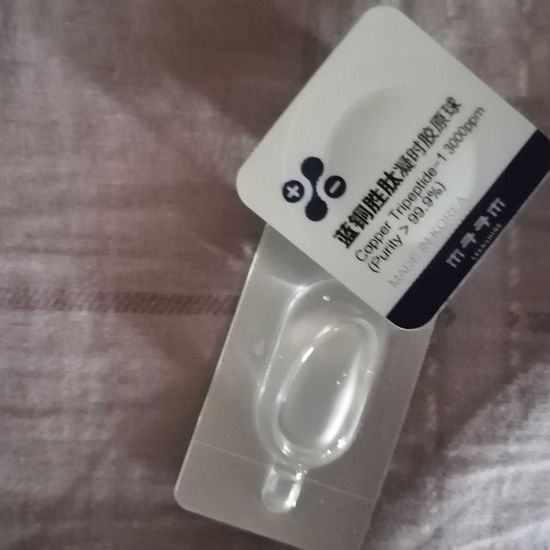 蓝铜胜肽凝时胶原球
Copper Tripeptide-1 3000ppm
(Purity > 99.9%)
MADE IN KOREA